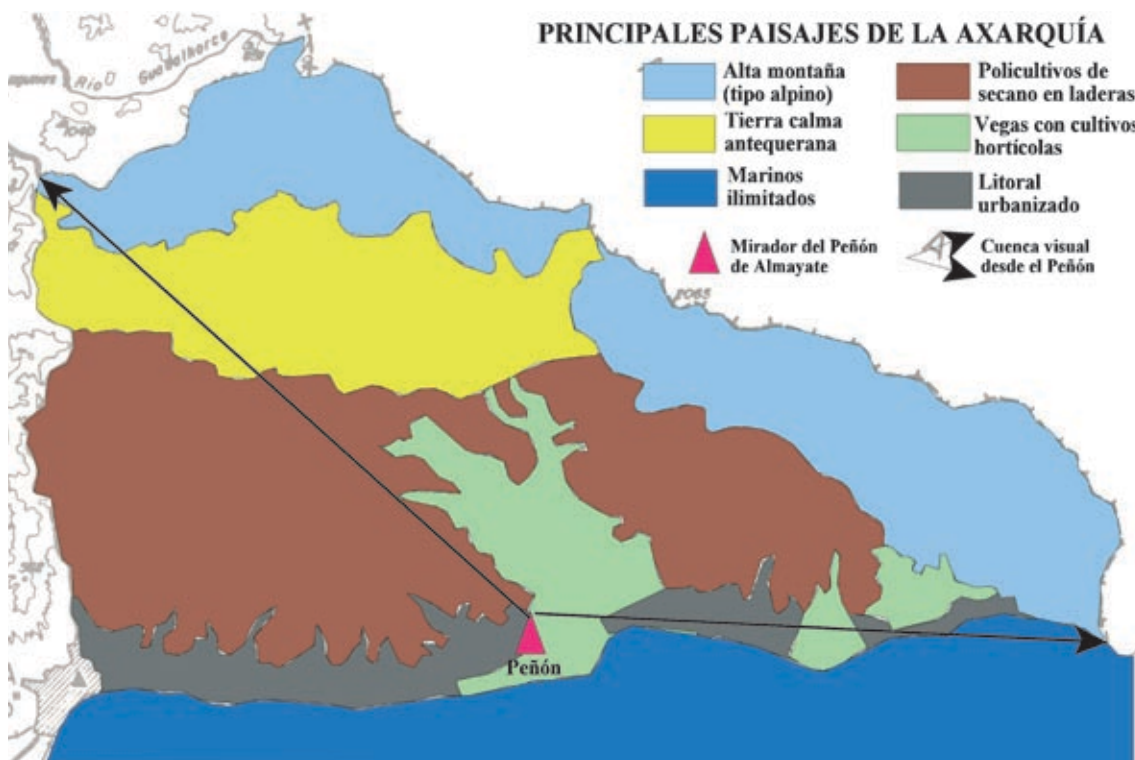 PRINCIPALES PAISAJES DE LA AXARQUÍA
Alta montaña
(tipo alpino)
Tierra calma
antequerana
Marinos
ilimitados
Policultivos de
secano en laderas
Vegas con cultivos
hortícolas
Litoral
urbanizado
Mirador del Peñón
de Almayate
Cuenca visual
desde el Peñón
Río
Guadalhorce
1040
2065
Peñón